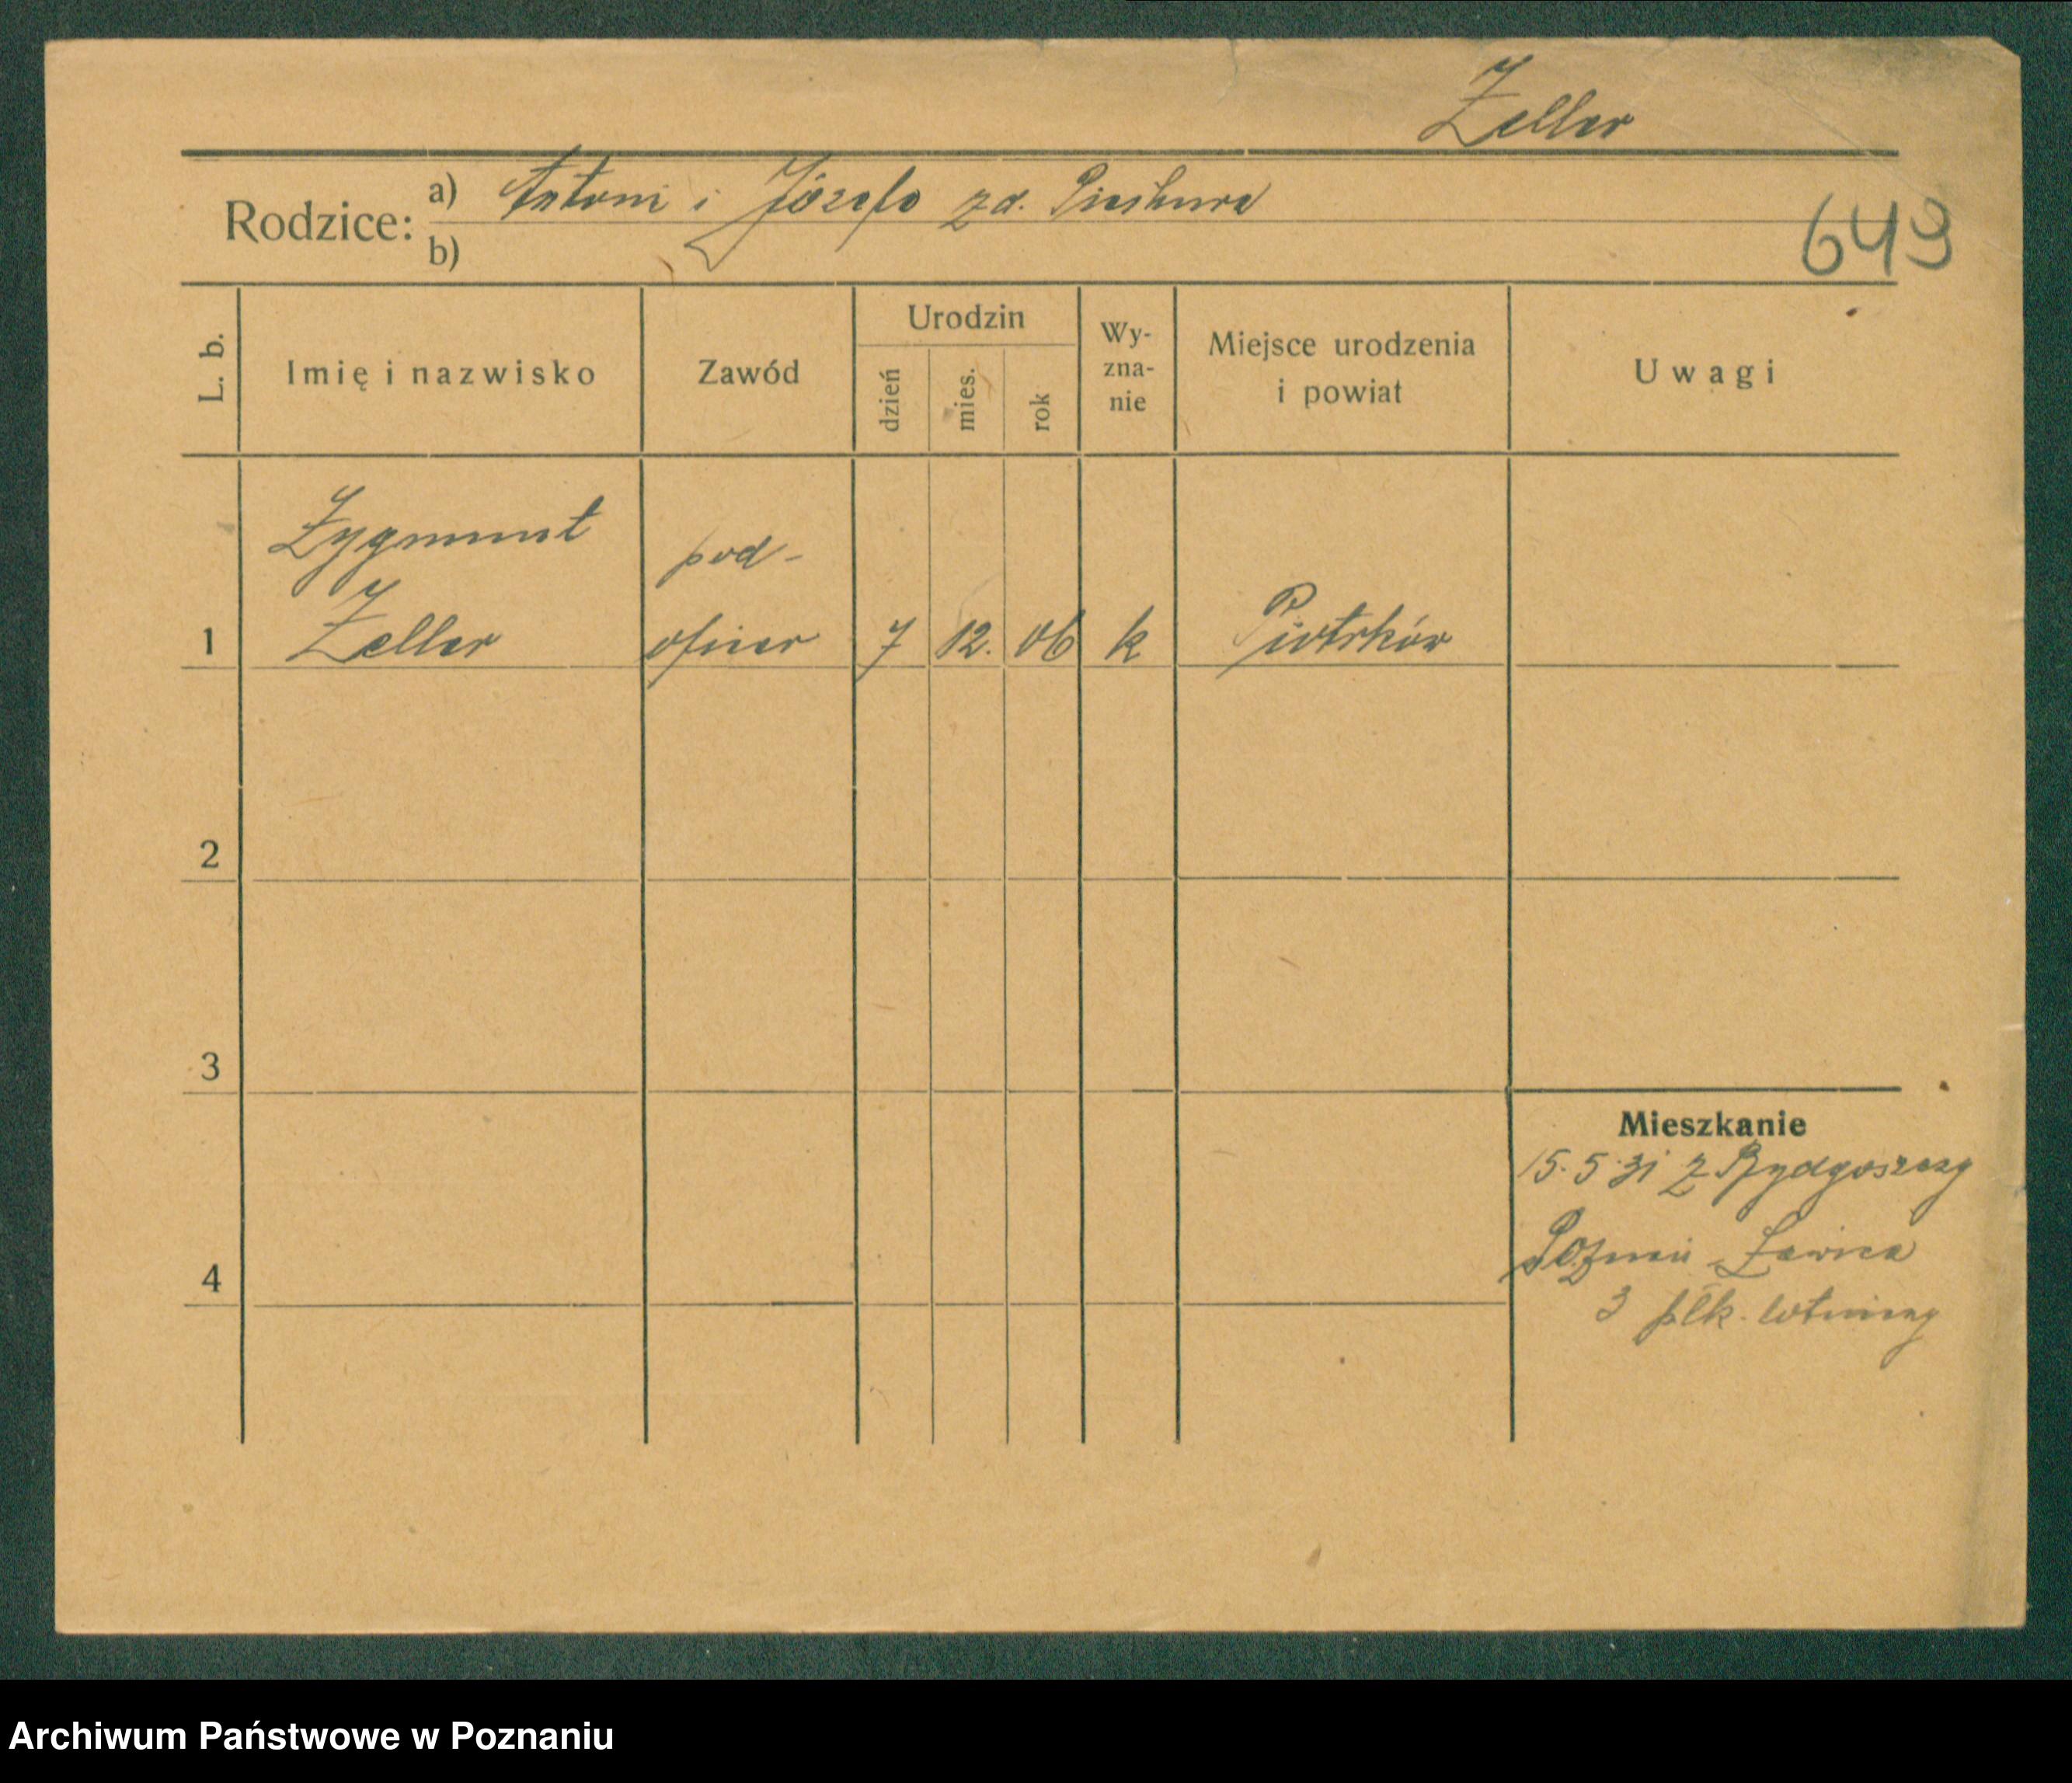 Zeller
Rodzice: a) Antoni i Józefa zd.
b)
649
L. b.
Imię i nazwisko
Zawód
Urodzin
dzień
mies.
rok
Wy-
zna-
nie
Miejsce urodzenia
i powiat
Uwagi
Zygmunt pod-
1 Zeller oficer 7 12. 06 k Piotrków
2
3
Mieszkanie
15.5.31 z Bydgoszczy
Poznań - Ławica
4
3 płk. lotniczy
Archiwum Państwowe w Poznaniu